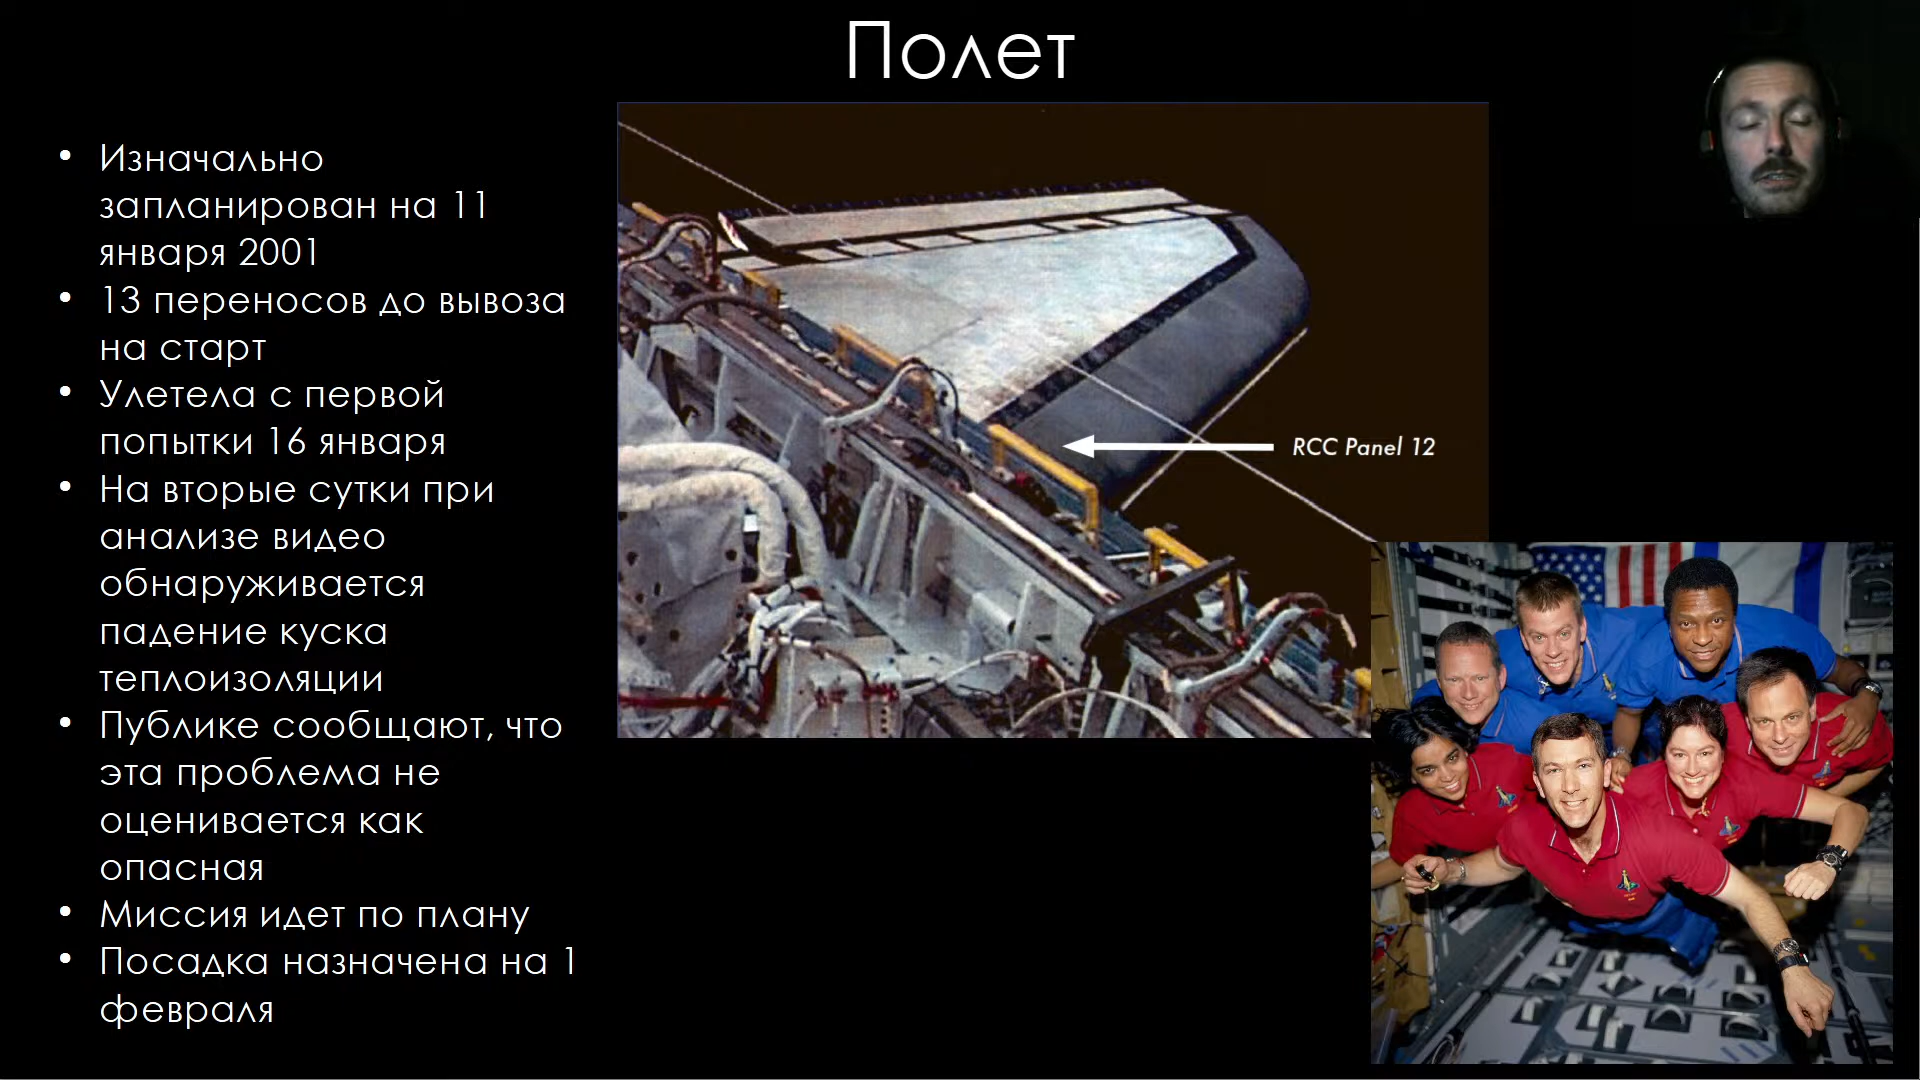 Полет
• Изначально
запланирован на 11
января 2001
• 13 переносов до вывоза
на старт
• Улетела с первой
попытки 16 января
• На вторые сутки при
анализе видео
обнаруживается
падение куска
теплоизоляции
• Публике сообщают, что
эта проблема не
оценивается как
опасная
• Миссия идет по плану
• Посадка назначена на 1
февраля
RCC Panel 12